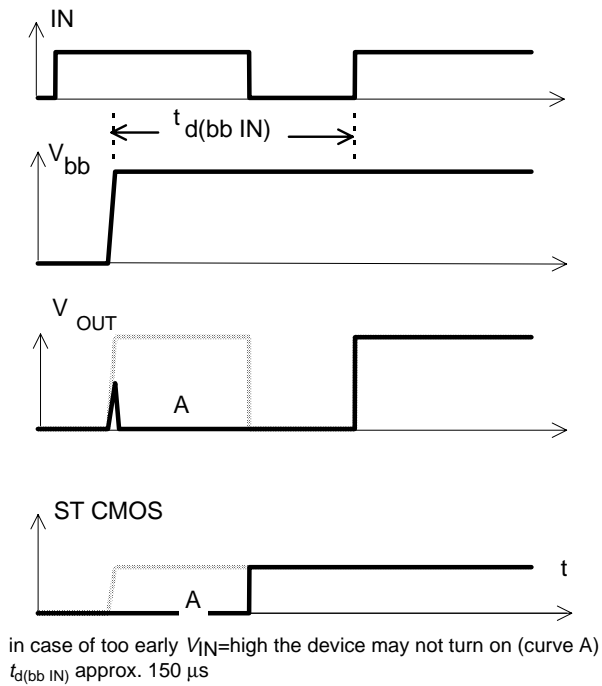 IN
t d(bb IN)
Vbb
V OUT
A
ST CMOS
t
A
in case of too early VIN=high the device may not turn on (curve A)
td(bb IN) approx. 150 μs